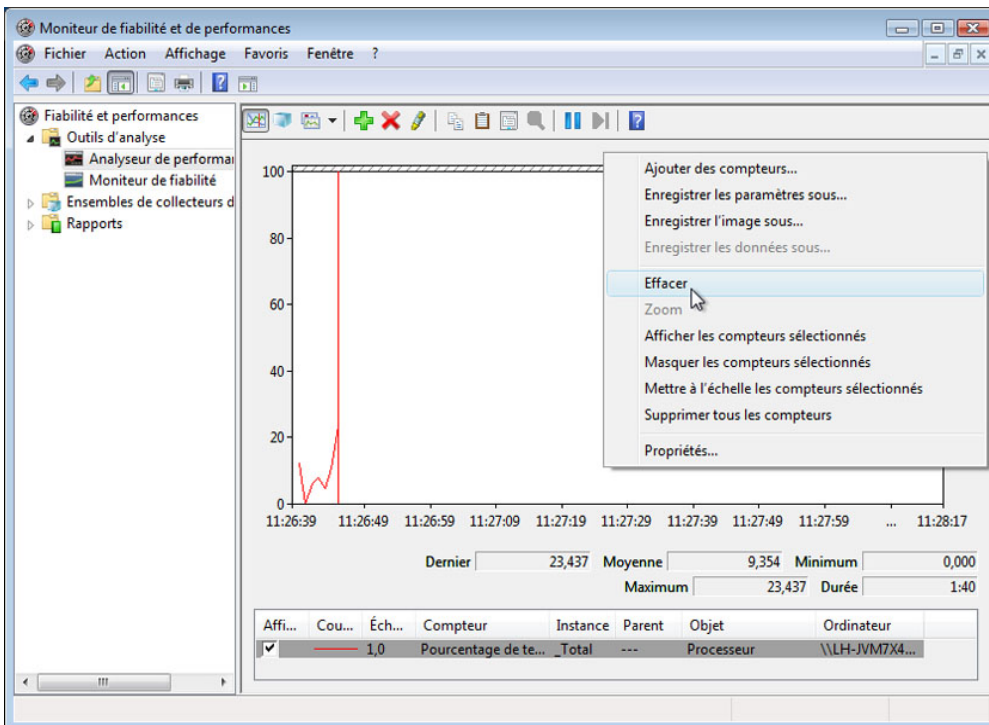 Moniteur de fiabilité et de performances
Fichier Action Affichage Favoris Fenêtre ?
Fiabilité et performances
Outils d'analyse
Analyseur de performa
Moniteur de fiabilité
Ensembles de collecteurs d
Rapports
100
80
60
40
20
0
11:26:39 11:26:49 11:26:59 11:27:09 11:27:19 11:27:29 11:27:39 11:27:49 11:27:59 ... 11:28:17
Ajouter des compteurs...
Enregistrer les paramètres sous...
Enregistrer l'image sous...
Enregistrer les données sous...
Effacer
Zoom
Afficher les compteurs sélectionnés
Masquer les compteurs sélectionnés
Mettre à l'échelle les compteurs sélectionnés
Supprimer tous les compteurs
Propriétés...
Dernier 23,437 Moyenne 9,354 Minimum 0,000
Maximum 23,437 Durée 1:40
Affi... Cou... Éch... Compteur Instance Parent Objet Ordinateur
1,0 Pourcentage de te... _Total --- Processeur \\LH-JVM7X4...